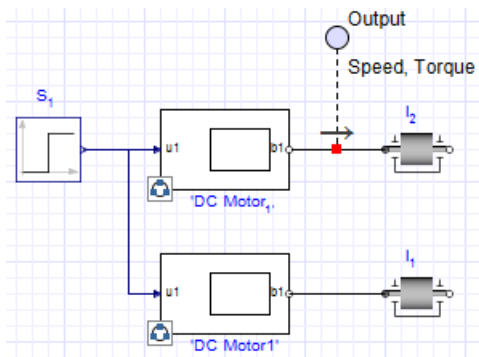 Output
Speed, Torque
S1
I2
u1
b1
'DC Motor1'
I1
u1
b1
'DC Motor1'